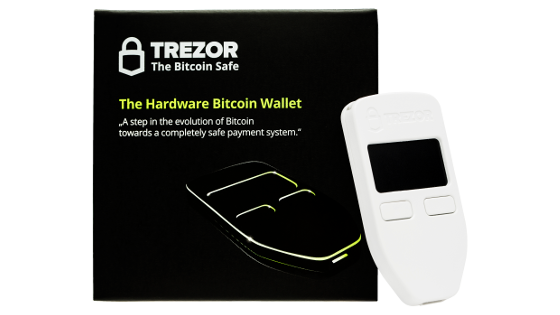 TREZOR
The Bitcoin Safe
The Hardware Bitcoin Wallet
„A step in the evolution of Bitcoin
towards a completely safe payment system.“
TREZOR